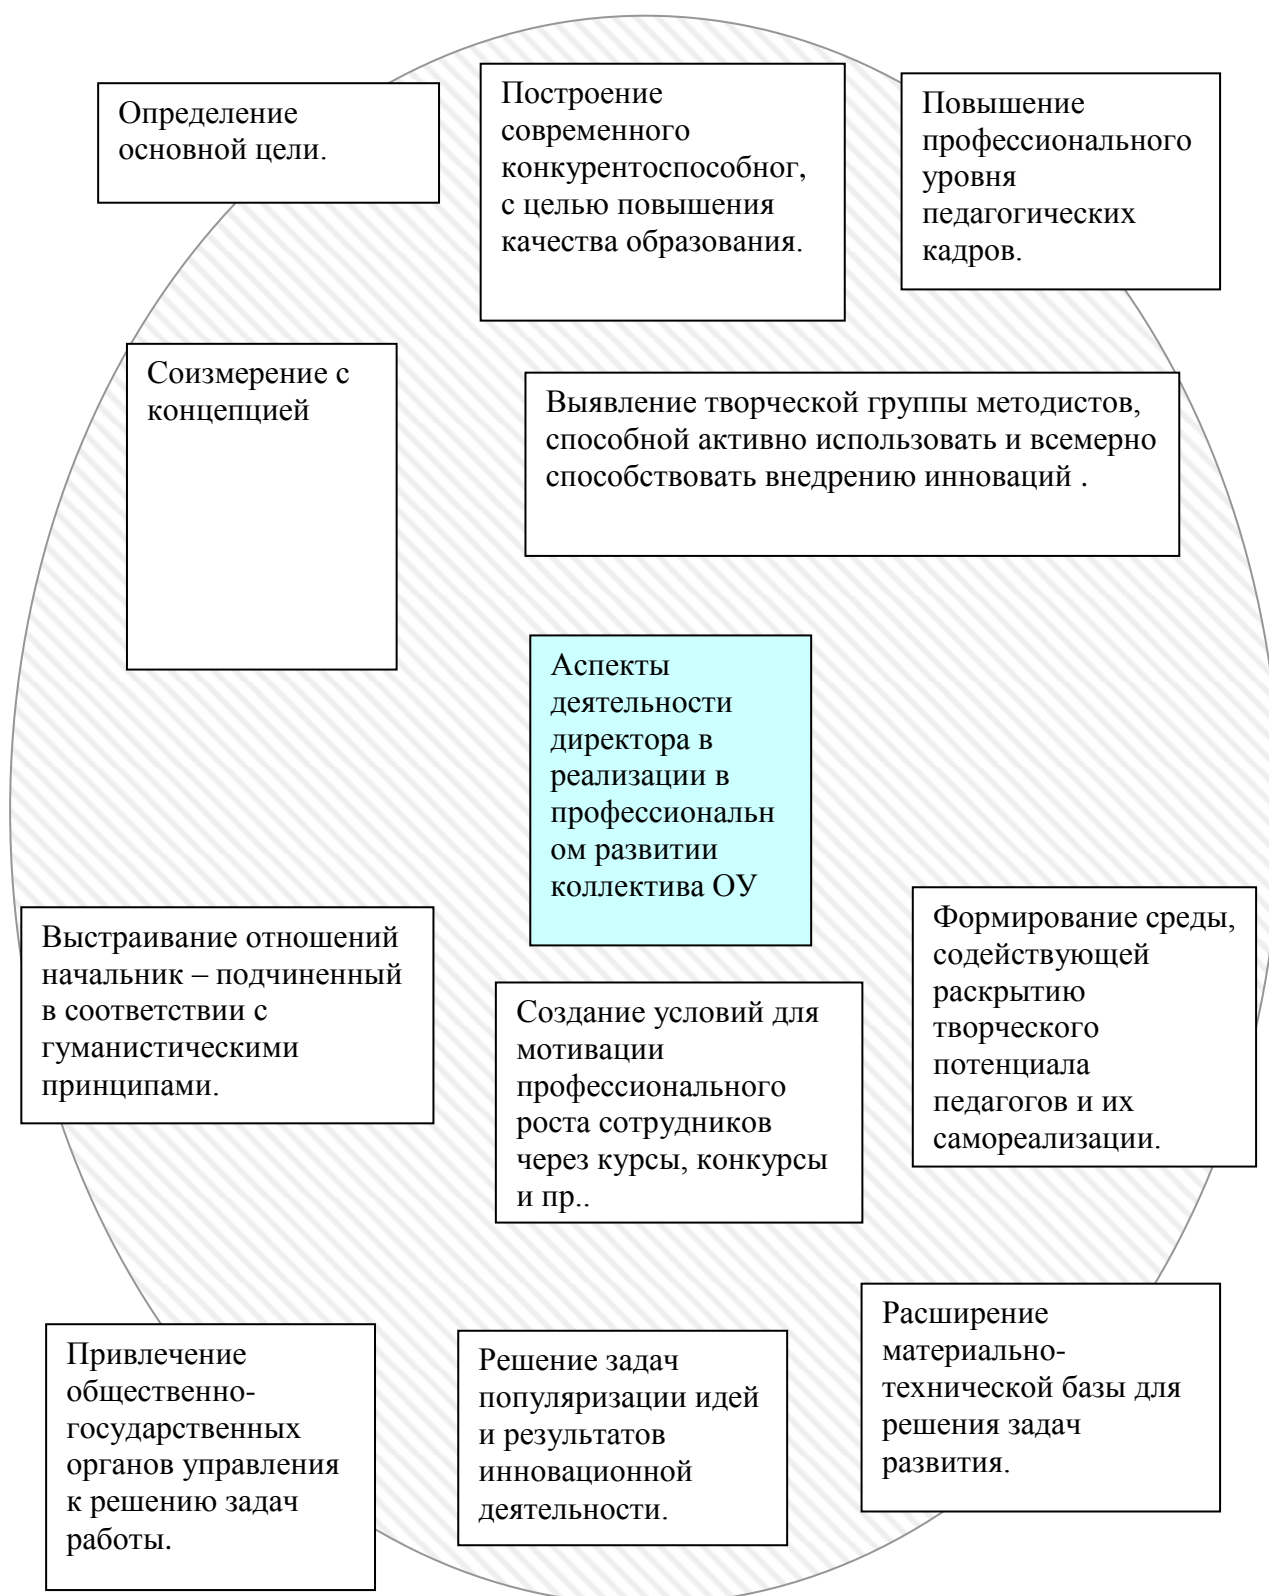 Определение
основной цели.
Построение
современного
конкурентоспособног,
с целью повышения
качества образования.
Повышение
профессионального
уровня
педагогических
кадров.
Соизмерение с
концепцией
Выявление творческой группы методистов,
способной активно использовать и всемерно
способствовать внедрению инноваций .
Аспекты
деятельности
директора в
реализации в
профессиональн
ом развитии
коллектива ОУ
Выстраивание отношений
начальник – подчиненный
в соответствии с
гуманистическими
принципами.
Создание условий для
мотивации
профессионального
роста сотрудников
через курсы, конкурсы
и пр..
Формирование среды,
содействующей
раскрытию
творческого
потенциала
педагогов и их
самореализации.
Привлечение
общественно-
государственных
органов управления
к решению задач
работы.
Решение задач
популяризации идей
и результатов
инновационной
деятельности.
Расширение
материально-
технической базы для
решения задач
развития.